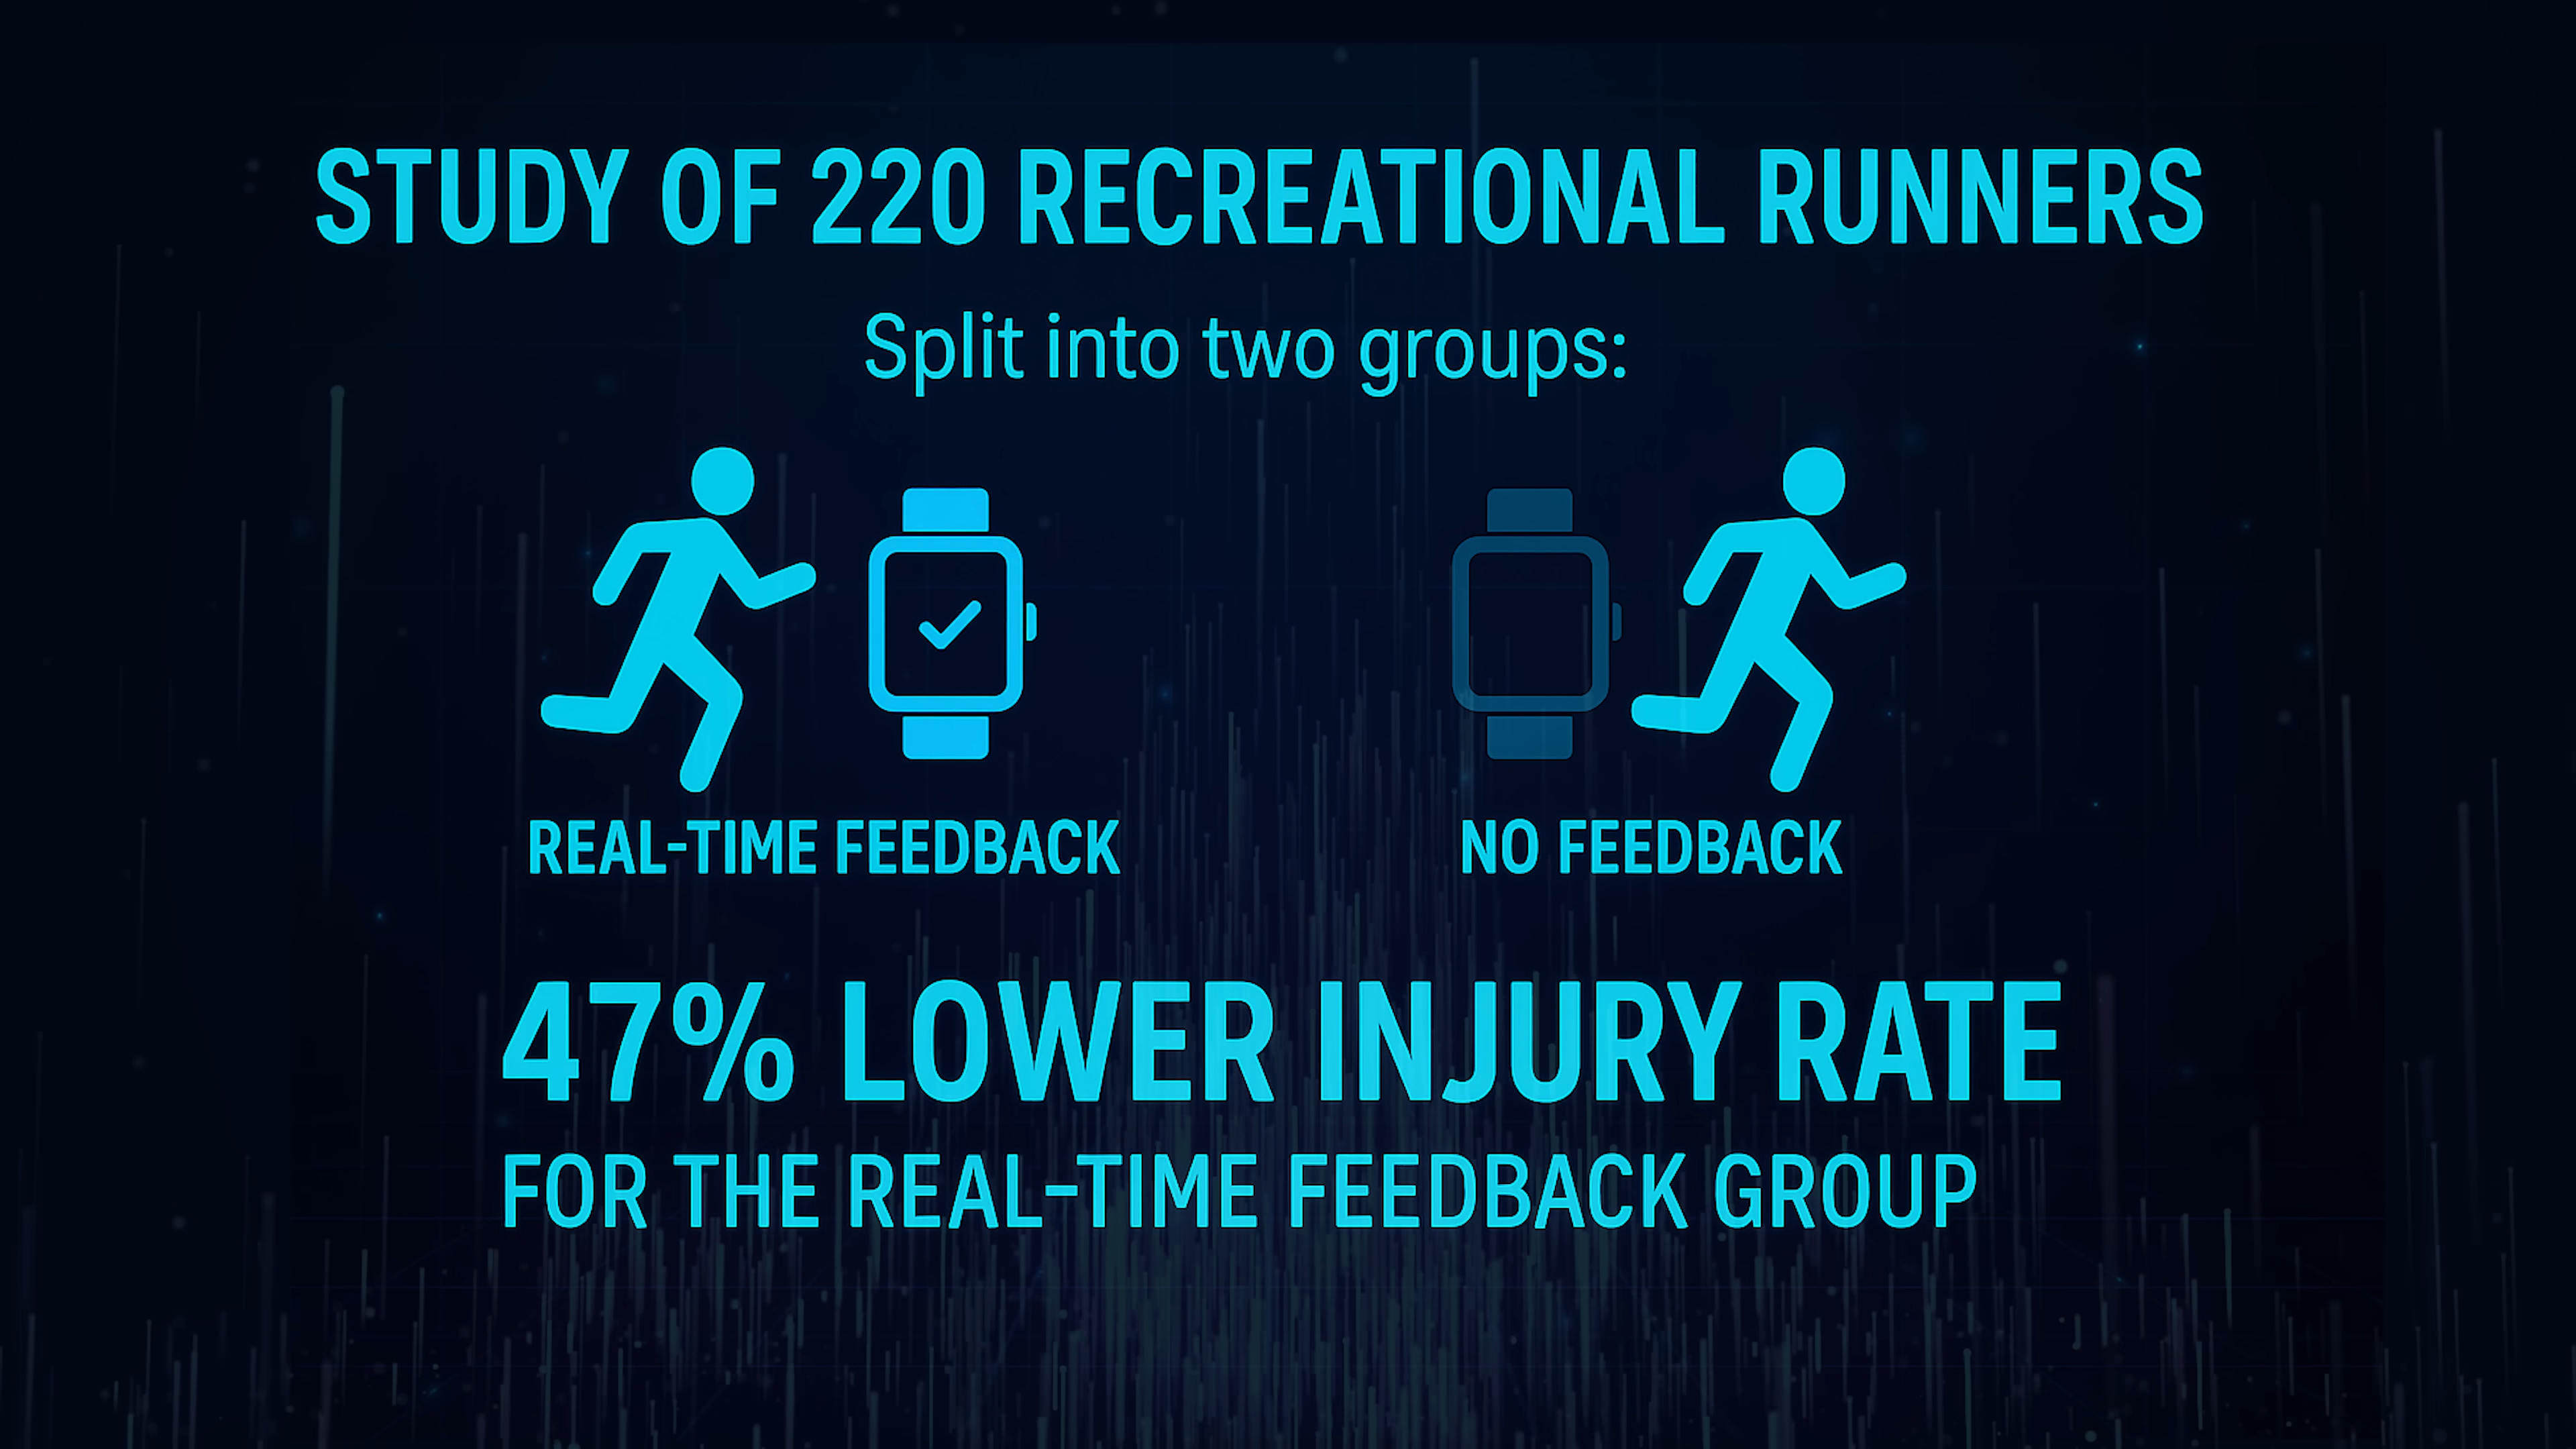 STUDY OF 220 RECREATIONAL RUNNERS
Split into two groups:
REAL-TIME FEEDBACK
NO FEEDBACK
47% LOWER INJURY RATE
FOR THE REAL-TIME FEEDBACK GROUP